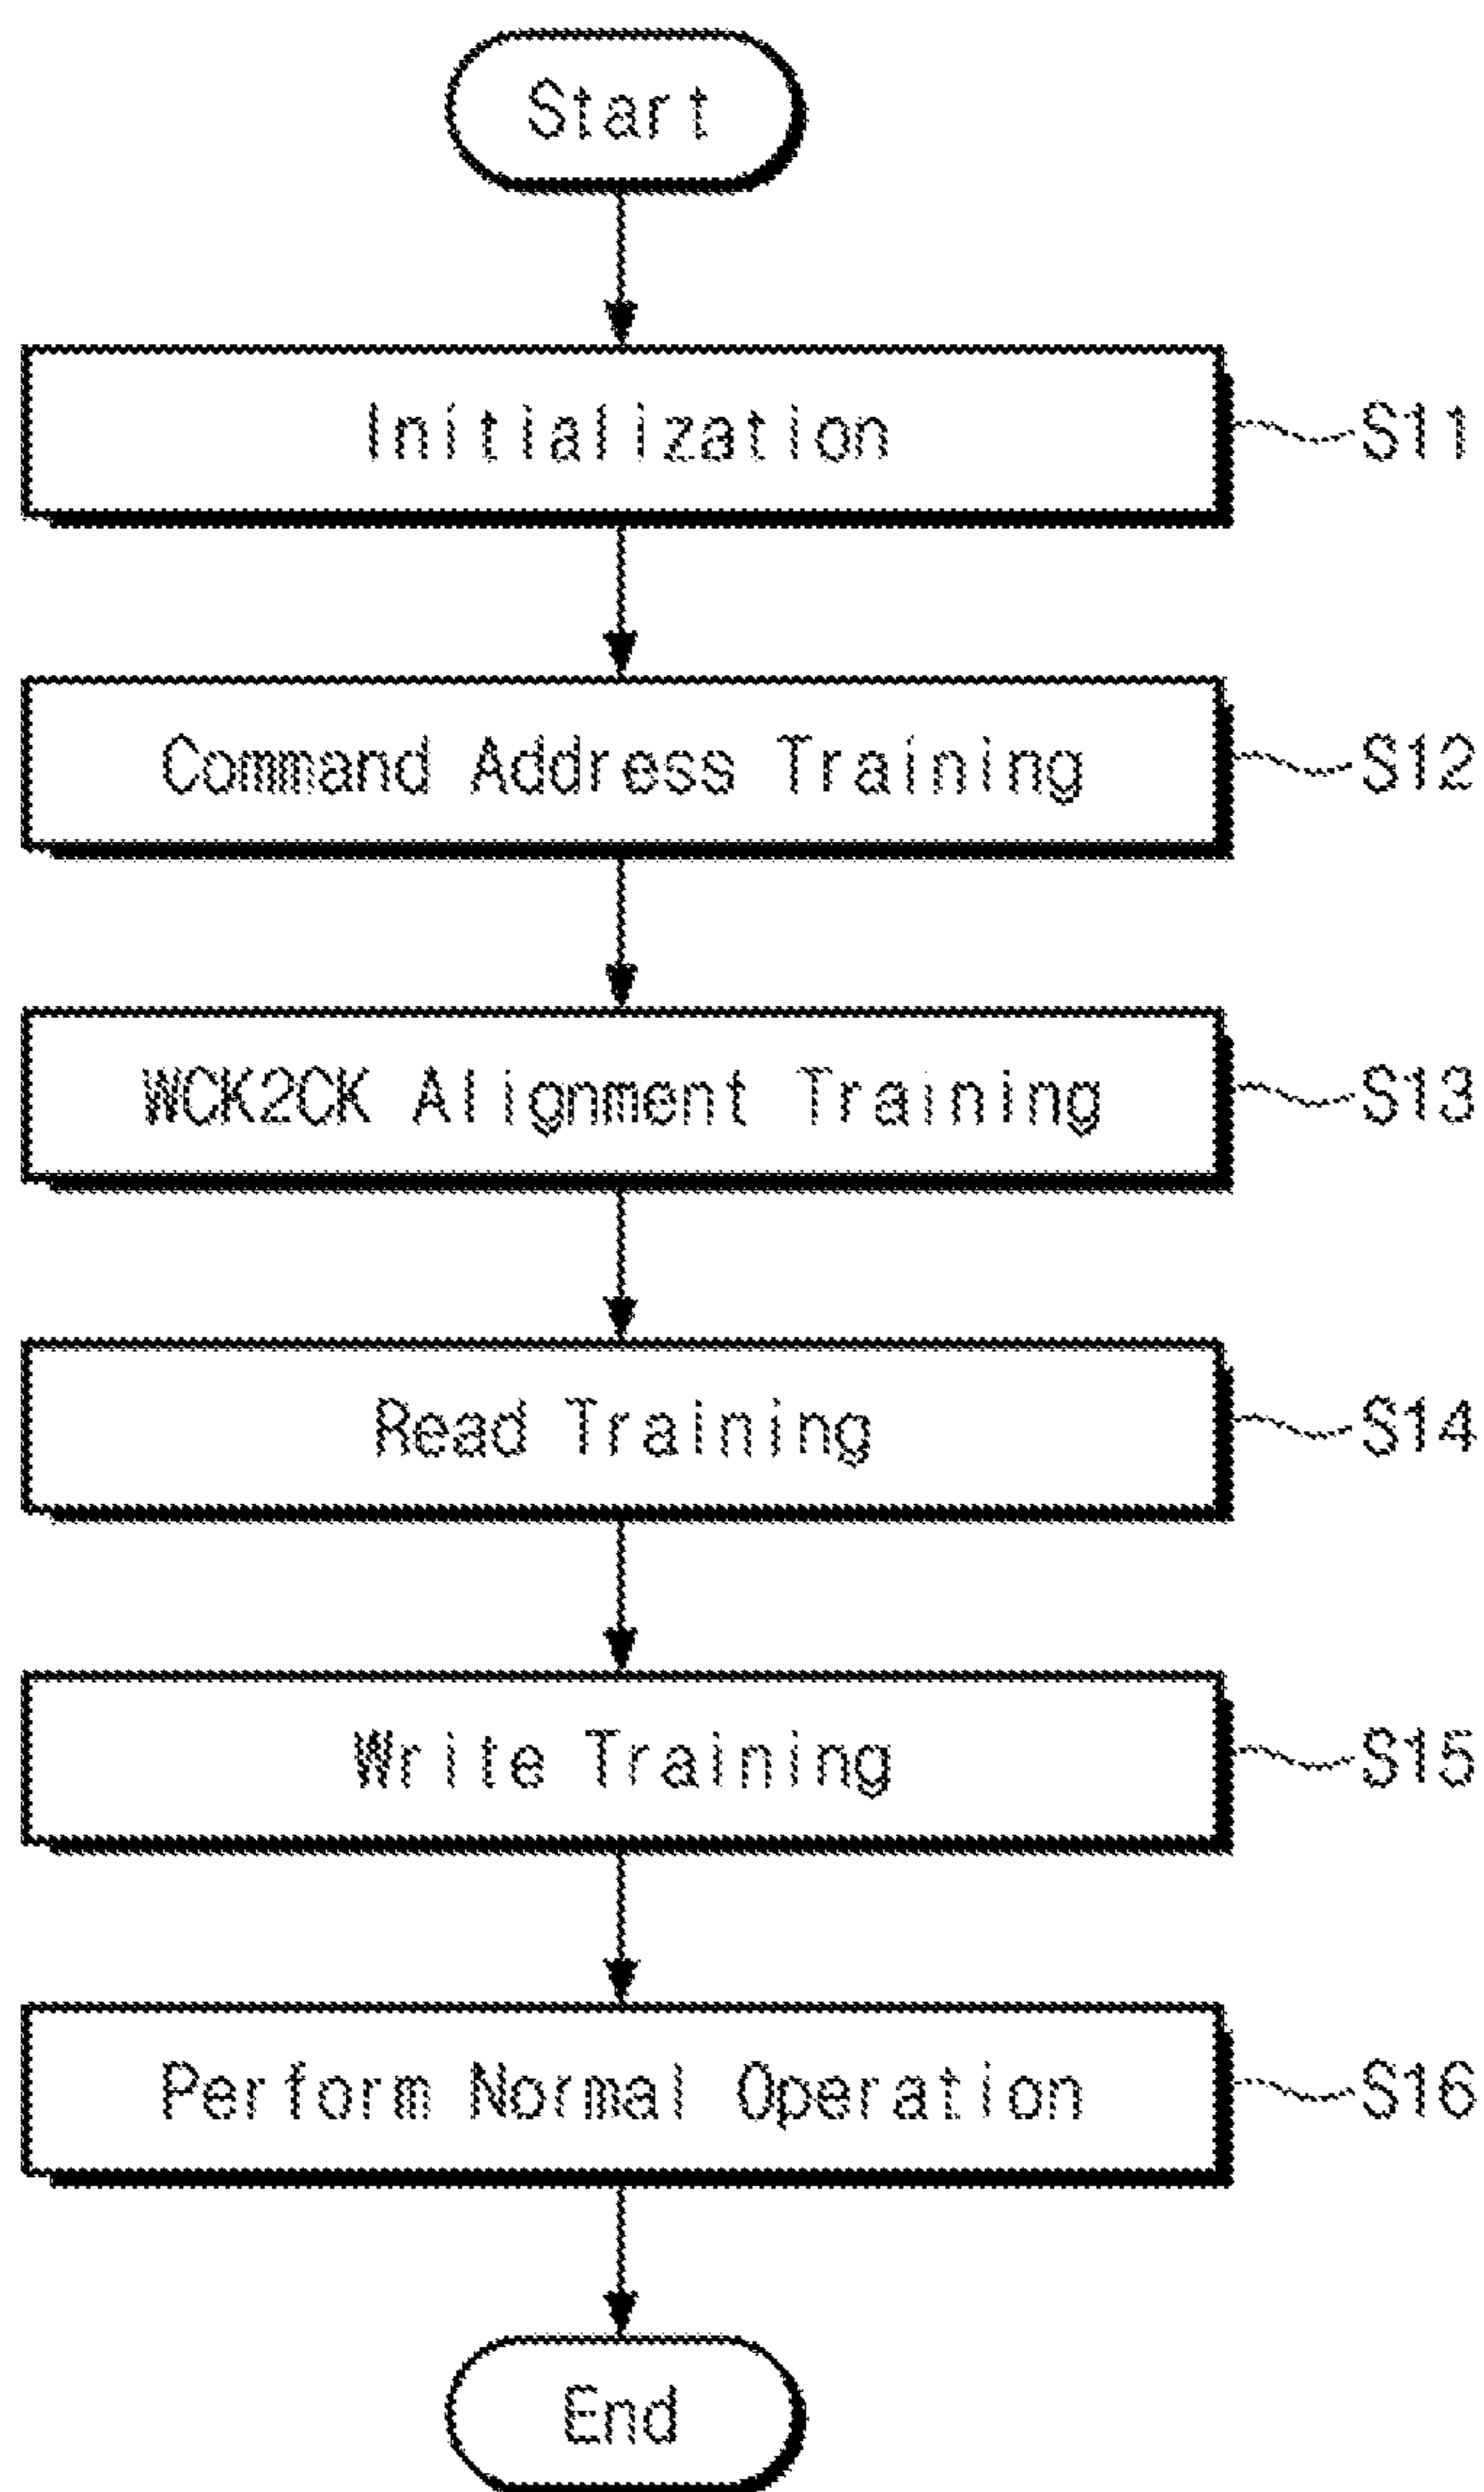 Start
Initialization
S11
Command Address Training
S12
WCK2CK Alignment Training
S13
Read Training
S14
Write Training
S15
Perform Normal Operation
S16
End